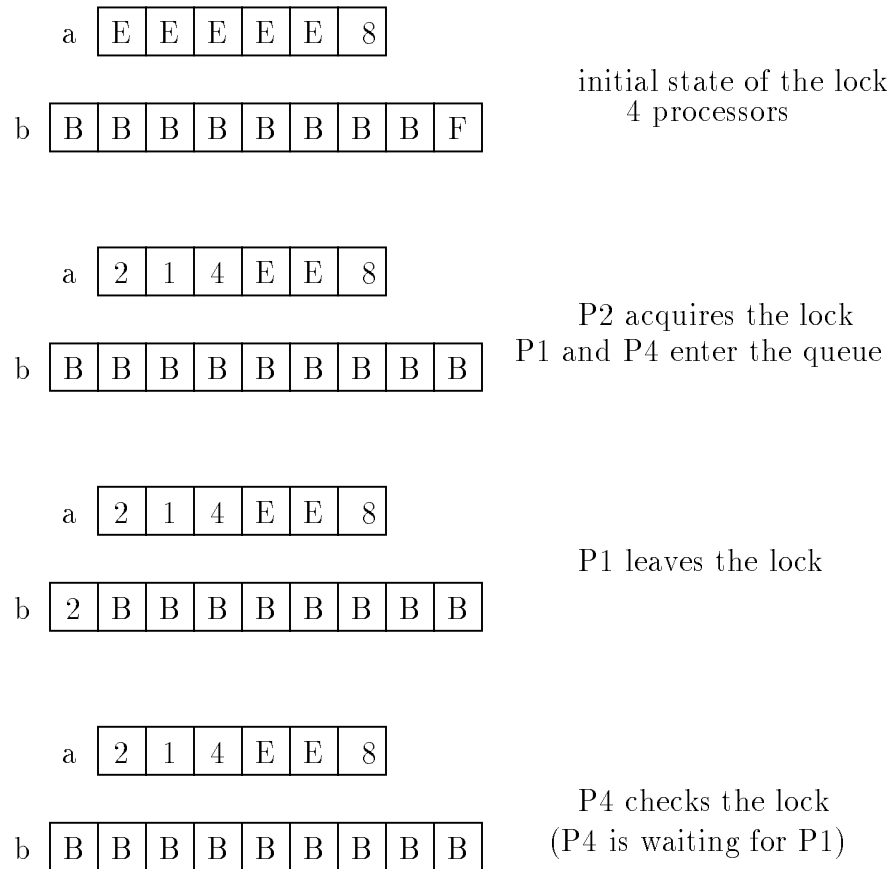 a E E E E E 8
initial state of the lock
4 processors
b B B B B B B B B F
a 2 1 4 E E 8
P2 acquires the lock
P1 and P4 enter the queue
b B B B B B B B B B
a 2 1 4 E E 8
P1 leaves the lock
b 2 B B B B B B B B
a 2 1 4 E E 8
P4 checks the lock
(P4 is waiting for P1)
b B B B B B B B B B